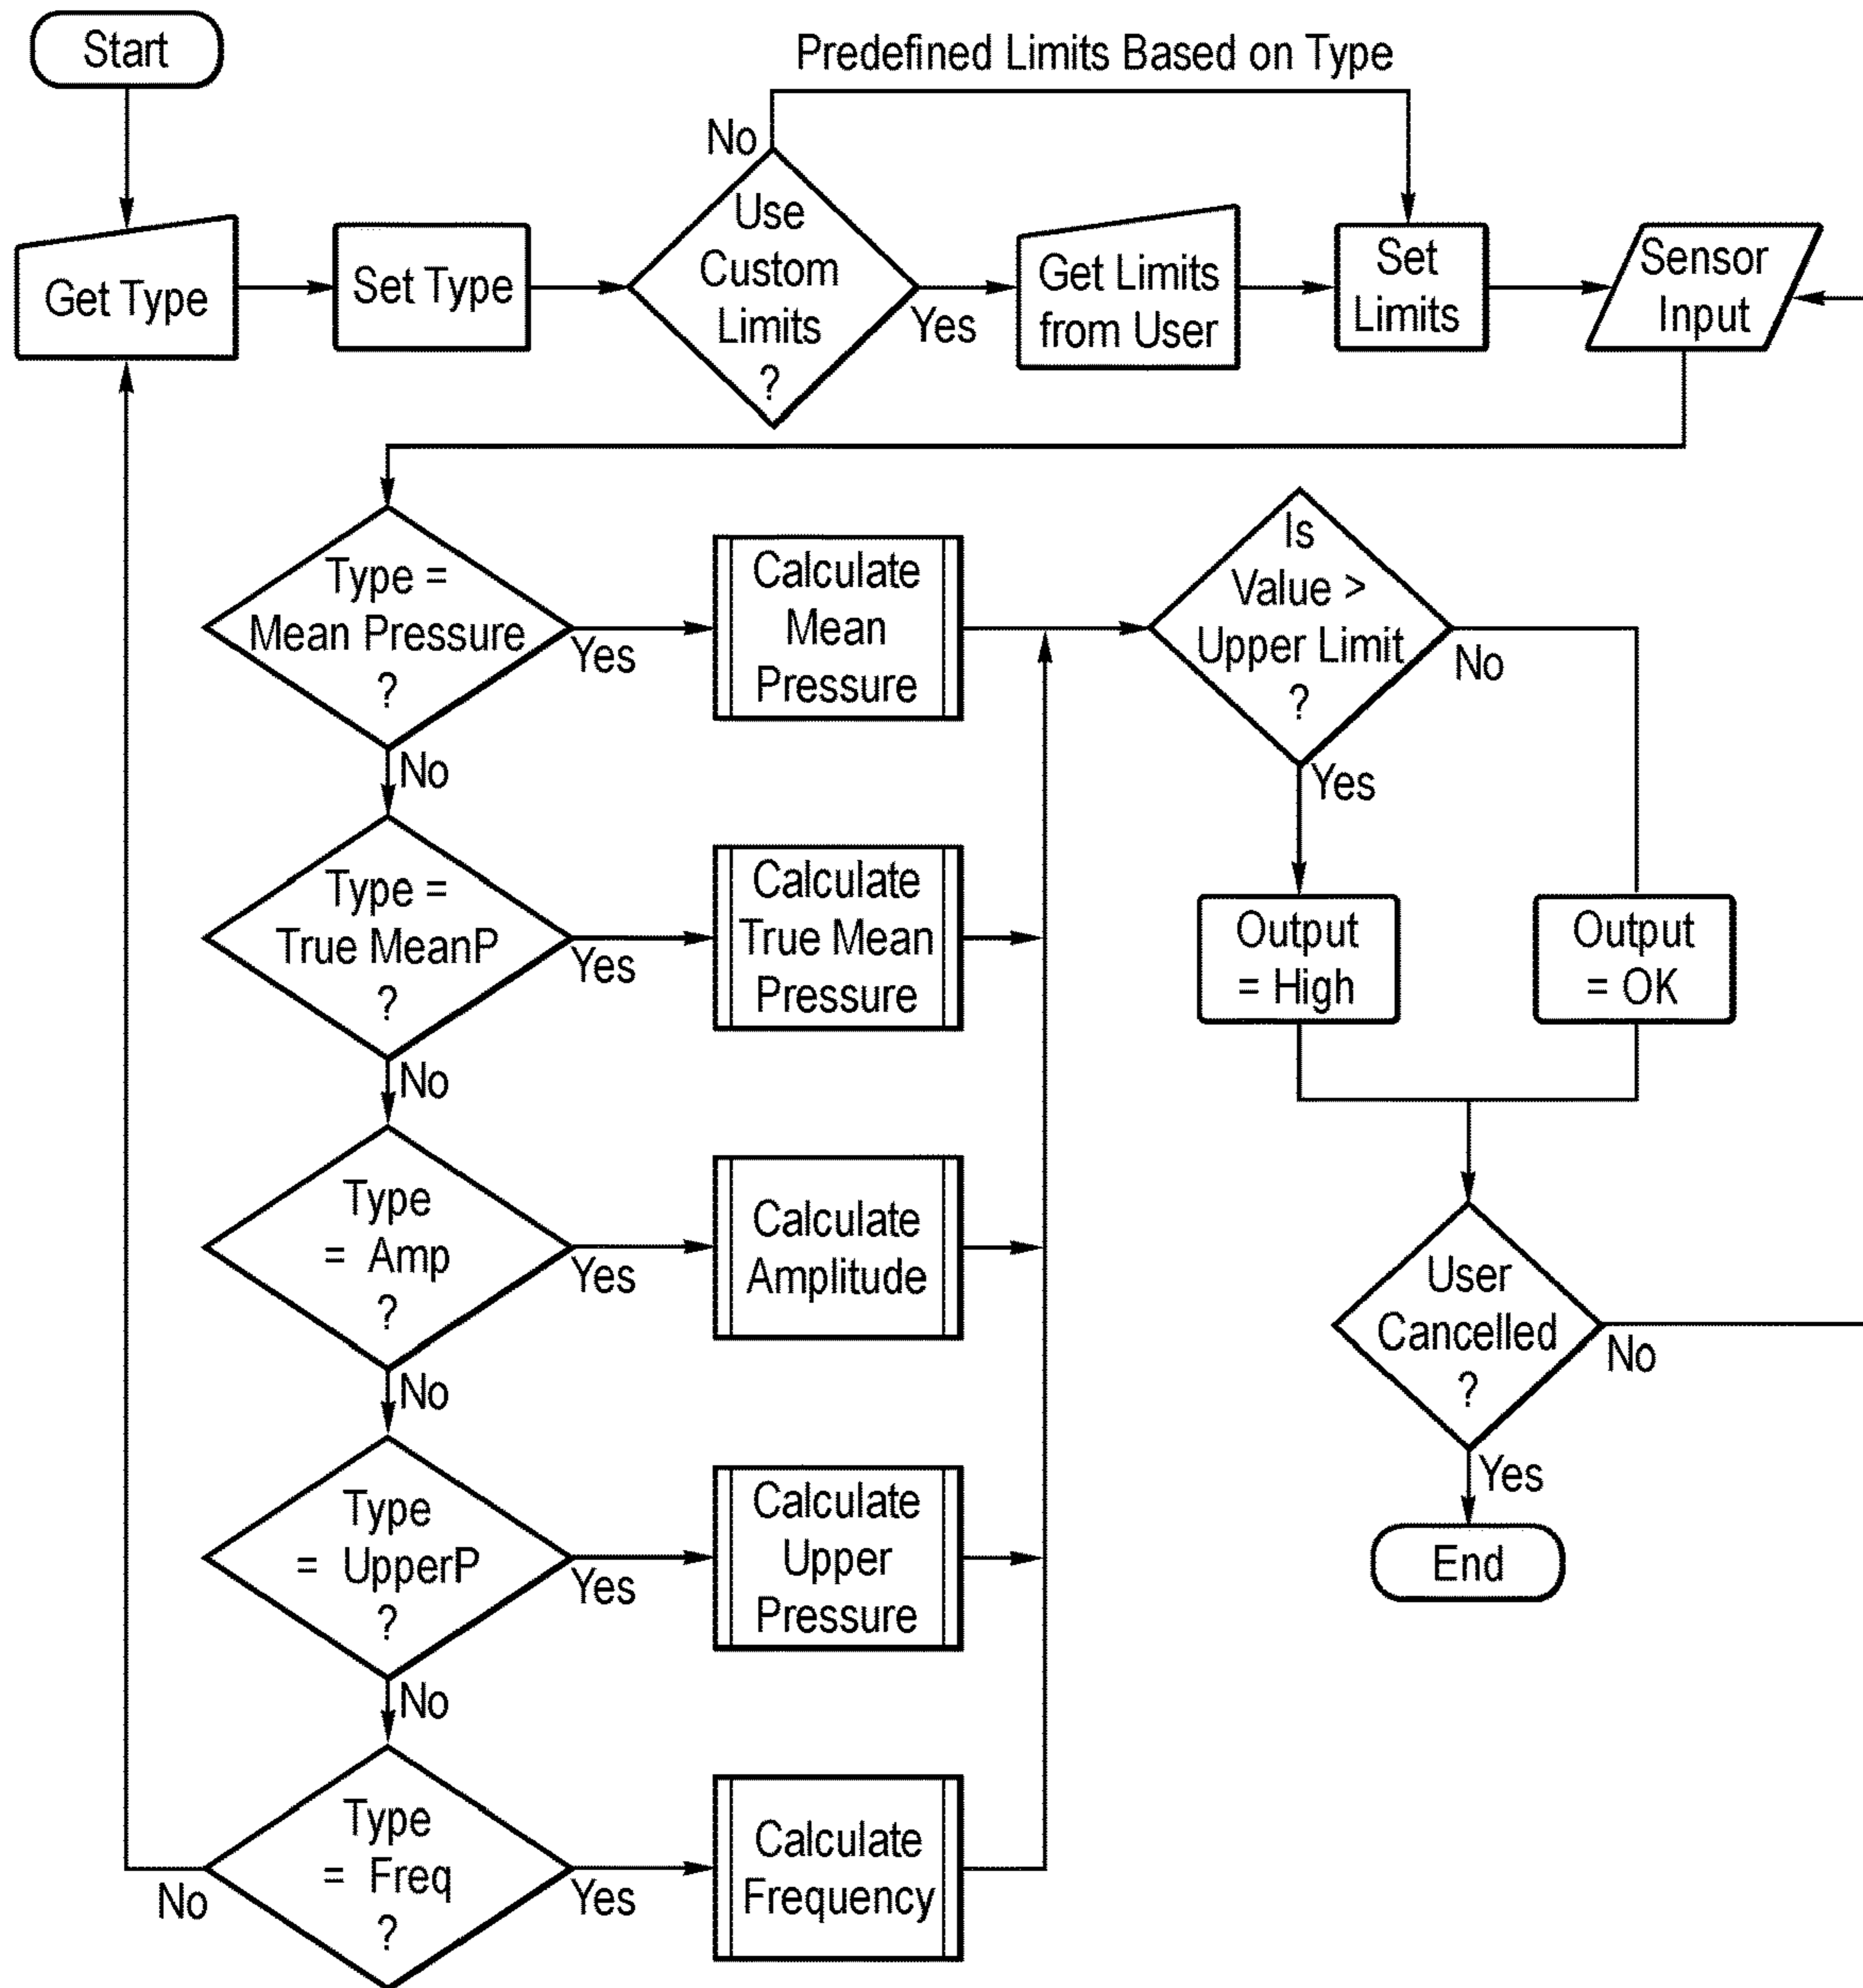 Start
Predefined Limits Based on Type
No
Get Type
Set Type
Use
Custom
Limits
?
Yes
Get Limits
from User
Set
Limits
Sensor
Input
Type =
Mean Pressure
?
Yes
No
Calculate
Mean
Pressure
Is
Value >
Upper Limit
?
No
Yes
Type =
True MeanP
?
Yes
No
Calculate
True Mean
Pressure
Output
= High
Output
= OK
Type
= Amp
?
Yes
No
Calculate
Amplitude
User
Cancelled
?
No
Yes
End
Type
= UpperP
?
Yes
No
Calculate
Upper
Pressure
Type
= Freq
?
No
Yes
Calculate
Frequency